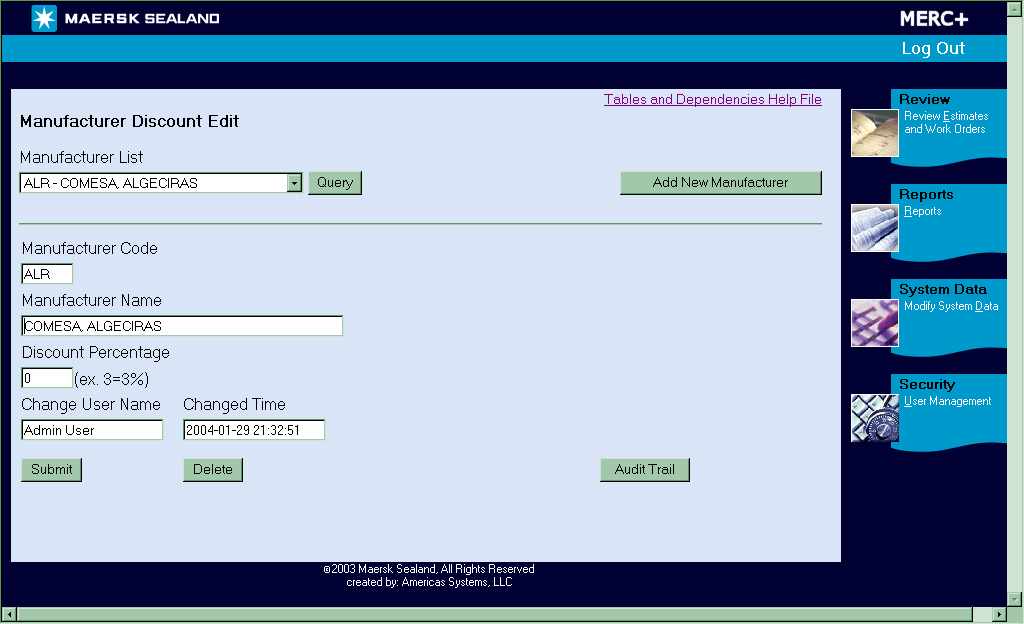 MAERSK SEALAND
MERC+
Log Out
Tables and Dependencies Help File
Manufacturer Discount Edit
Manufacturer List
ALR - COMESA, ALGECIRAS
Query
Add New Manufacturer
Manufacturer Code
ALR
Manufacturer Name
COMESA, ALGECIRAS
Discount Percentage
0 (ex. 3=3%)
Change User Name Changed Time
Admin User 2004-01-29 21:32:51
Submit Delete Audit Trail
Review
Review Estimates
and Work Orders
Reports
Reports
System Data
Modify System Data
Security
User Management
©2003 Maersk Sealand, All Rights Reserved
created by: Americas Systems, LLC